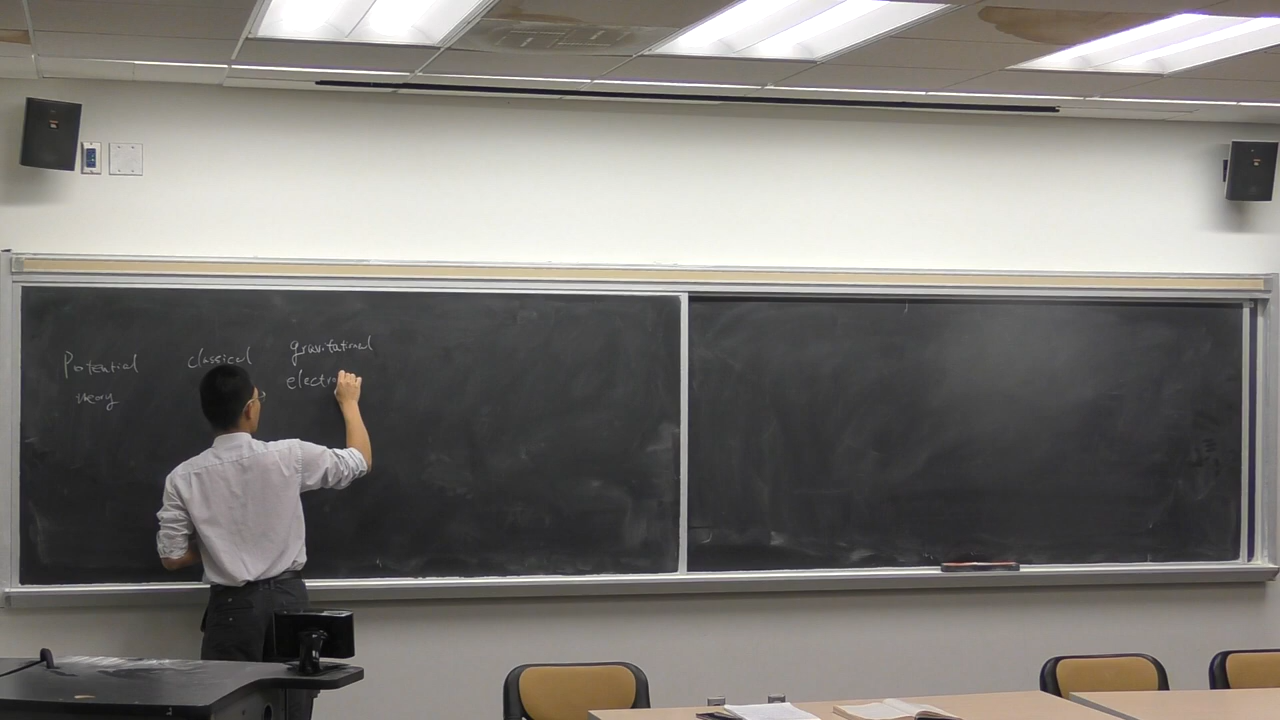 Potential
theory
classical
gravitational
electro